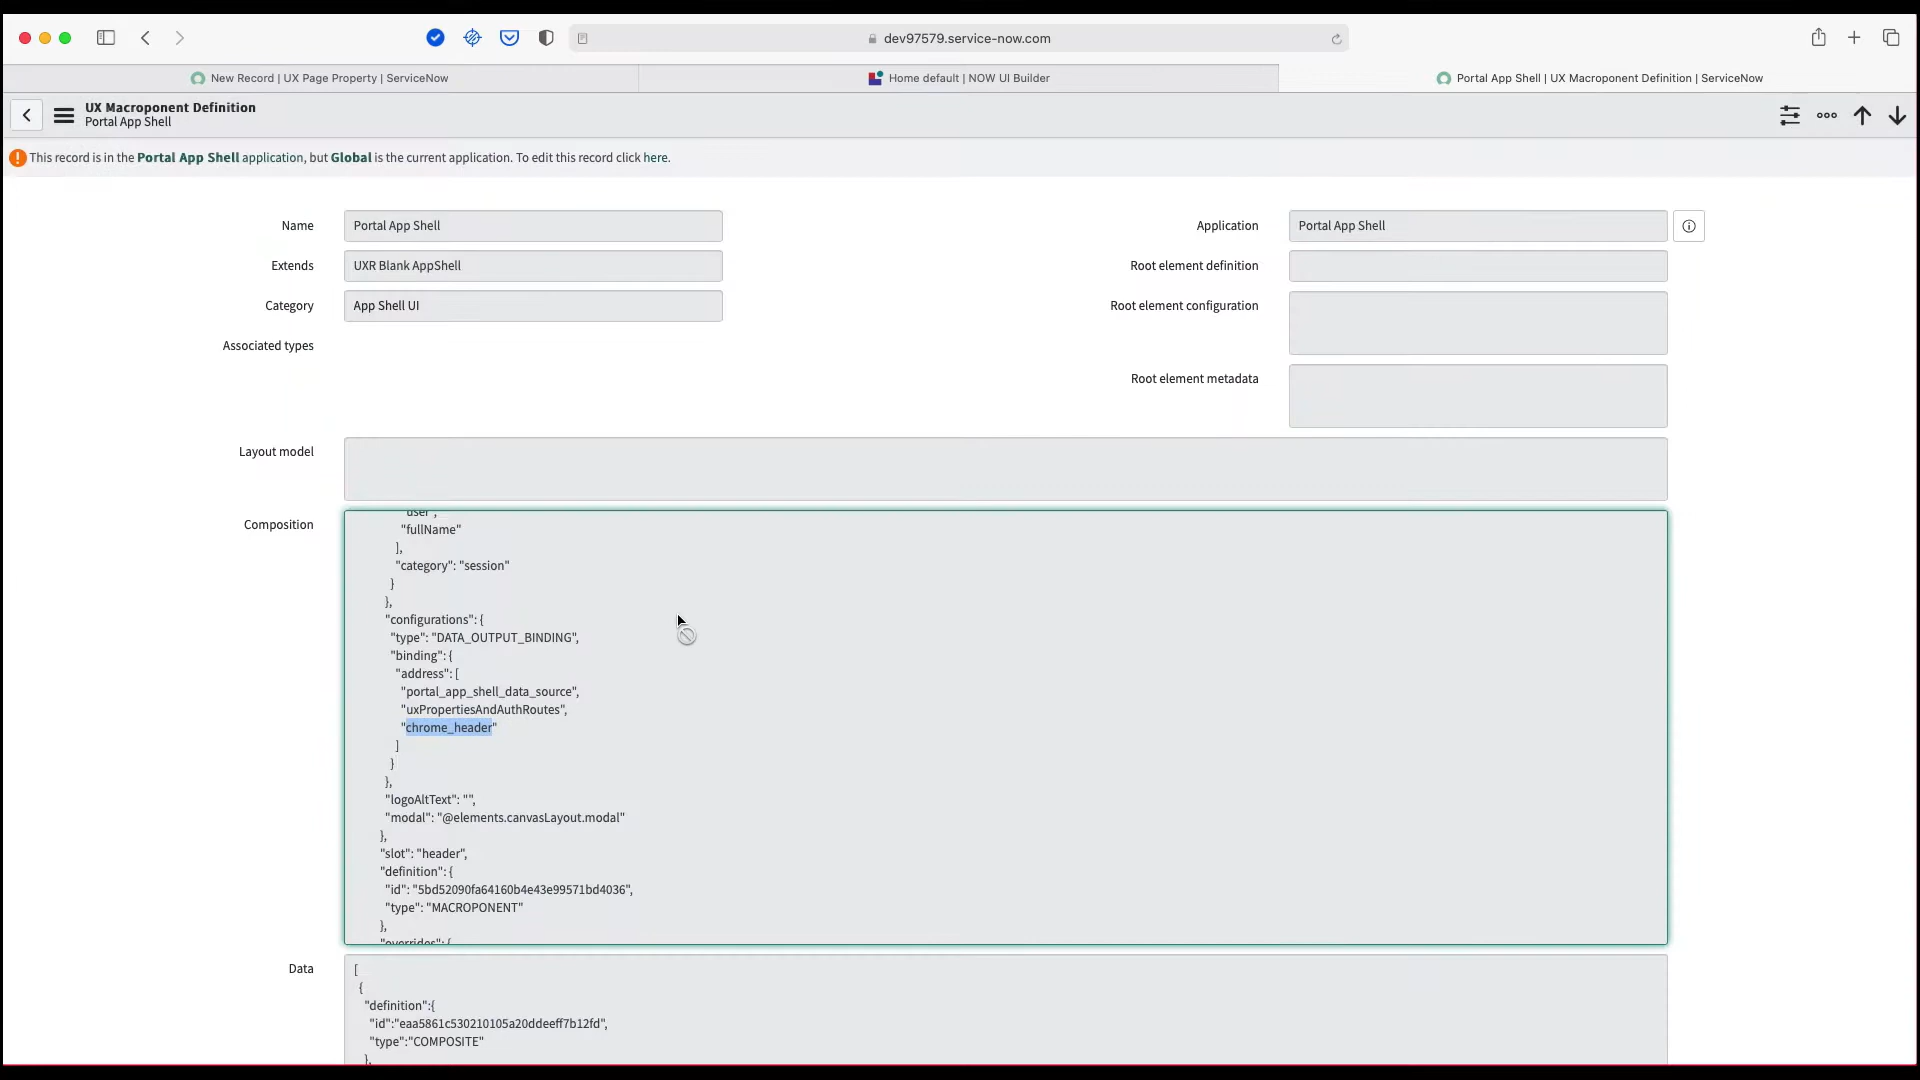 dev97579.service-now.com
New Record | UX Page Property | ServiceNow
Home default | NOW UI Builder
Portal App Shell | UX Macroponent Definition | ServiceNow
UX Macroponent Definition
Portal App Shell
This record is in the Portal App Shell application, but Global is the current application. To edit this record click here.
Name
Portal App Shell
Application
Portal App Shell
Extends
UXR Blank AppShell
Root element definition
Category
App Shell UI
Root element configuration
Associated types
Root element metadata
Layout model
Composition
"user",
"fullName"
],
"category": "session"
}
},
"configurations": {
"type": "DATA_OUTPUT_BINDING",
"binding": {
"address": [
"portal_app_shell_data_source",
"uxPropertiesAndAuthRoutes",
"chrome_header"
]
}
},
"logoAltText": "",
"modal": "@elements.canvasLayout.modal"
},
"slot": "header",
"definition": {
"id": "5bd52090fa64160b4e43e99571bd4036",
"type": "MACROPONENT"
},
"overrides": {
Data
[
{
"definition":{
"id":"eaa5861c530210105a20ddeeff7b12fd",
"type":"COMPOSITE"
},